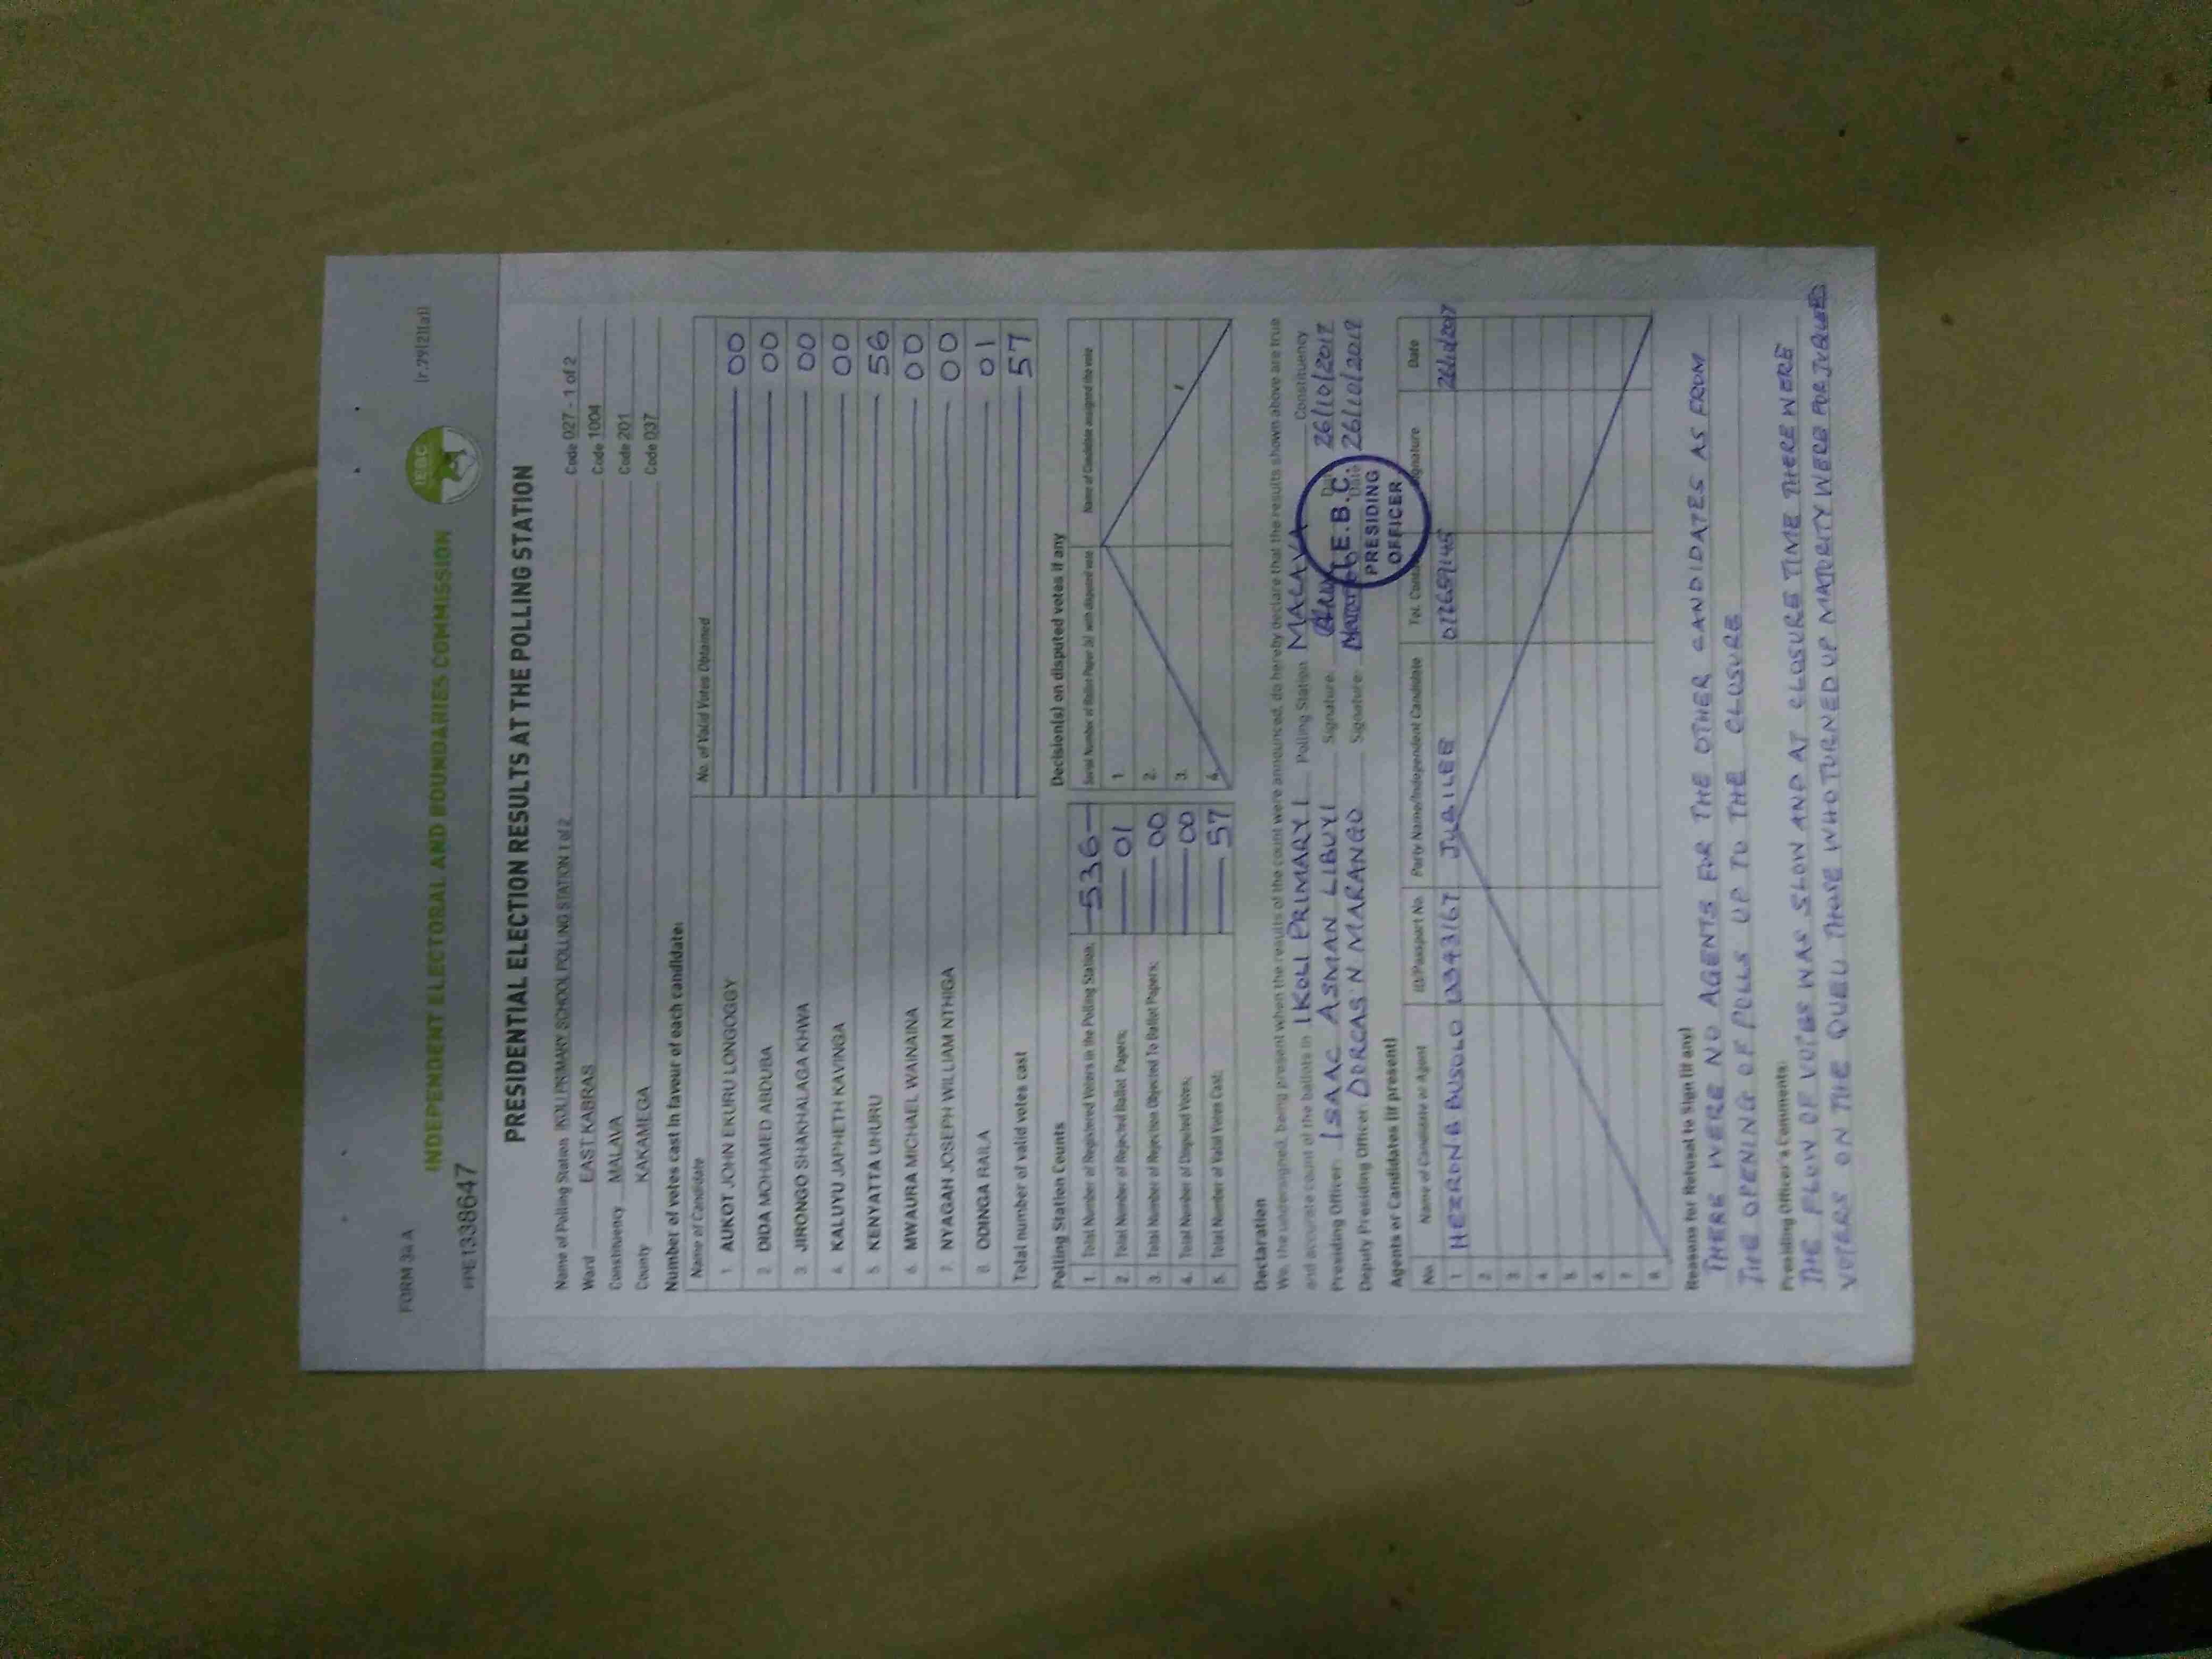 FORM 34 A
(r.79(2)(a))
INDEPENDENT ELECTORAL AND BOUNDARIES COMMISSION
IEBC
PPE1338647
PRESIDENTIAL ELECTION RESULTS AT THE POLLING STATION
Name of Polling Station IKOLI PRIMARY SCHOOL POLLING STATION 1 of 2 Code 027 - 1 of 2
Ward EAST KABRAS Code 1004
Constituency MALAVA Code 201
County KAKAMEGA Code 037
Number of votes cast in favour of each candidate:
Name of Candidate No. of Valid Votes Obtained
1 AUKOT JOHN EKURU LONGOGGY 00
2 DIDA MOHAMED ABDUBA 00
3 JIRONGO SHAKHALAGA KHWA 00
4 KALUYU JAPHETH KAVINGA 00
5 KENYATTA UHURU 56
6 MWAURA MICHAEL WAINAINA 00
7. NYAGAH JOSEPH WILLIAM NTHIGA 00
8 ODINGA RAILA 01
Total number of valid votes cast 57
Polling Station Counts
1. Total Number of Registered Voters in the Polling Station; 536
2. Total Number of Rejected Ballot Papers; 01
3. Total Number of Rejection Objected To Ballot Papers; 00
4. Total Number of Disputed Votes; 00
5. Total Number of Valid Votes Cast; 57
Decision(s) on disputed votes if any
Serial Number of Ballot Paper (s) with disputed vote Name of Candidate assigned the vote
1.
2.
3.
4.
Declaration
We, the undersigned, being present when the results of the count were announced, do hereby declare that the results shown above are true
and accurate count of the ballots in IKOLI PRIMARY 1 Polling Station MALAVA Constituency
Presiding Officer: ISAAC ASMAN LIBUYI Signature: 26/10/2017
Deputy Presiding Officer: DORCAS N MARANGO Signature: Date 26/10/2017
I.E.B.C.
PRESIDING
OFFICER
Agents or Candidates (if present)
No. Name of Candidate or Agent ID/Passport No. Party Name/Independent Candidate Date
1 BUSOLO JUBILEE 26/10/2017
2
3
4
5
6
7
8
Reasons for Refusal to Sign (if any)
THERE WERE NO AGENTS FOR THE OTHER CANDIDATES AS FROM
THE OPENING OF POLLS UP TO THE CLOSURE
Presiding Officer's Comments:
THE FLOW OF VOTERS WAS SLOW AND AT CLOSURE TIME THERE WERE
VOTERS ON THE QUEU THOSE WHO TURNED UP MAJORITY WERE FOR JUBILEE